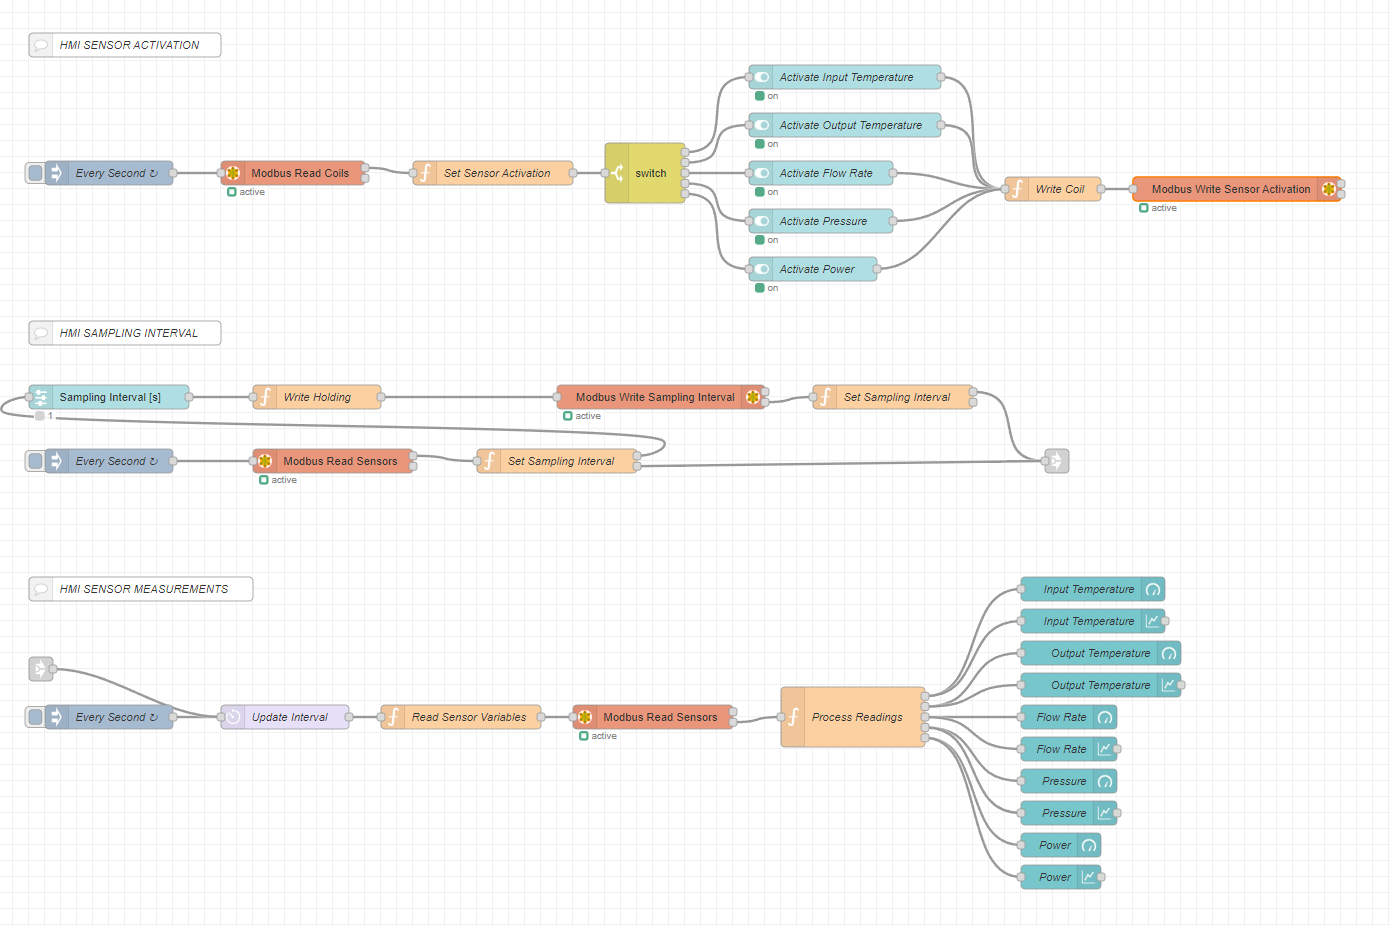 HMI SENSOR ACTIVATION
Activate Input Temperature
on
Activate Output Temperature
on
Every Second ↻
Modbus Read Coils
active
Set Sensor Activation
switch
Activate Flow Rate
on
Write Coil
Modbus Write Sensor Activation
active
Activate Pressure
on
Activate Power
on
HMI SAMPLING INTERVAL
Sampling Interval [s]
1
Write Holding
Modbus Write Sampling Interval
active
Set Sampling Interval
Every Second ↻
Modbus Read Sensors
active
Set Sampling Interval
HMI SENSOR MEASUREMENTS
Every Second ↻
Update Interval
Read Sensor Variables
Modbus Read Sensors
active
Process Readings
Input Temperature
Input Temperature
Output Temperature
Output Temperature
Flow Rate
Flow Rate
Pressure
Pressure
Power
Power